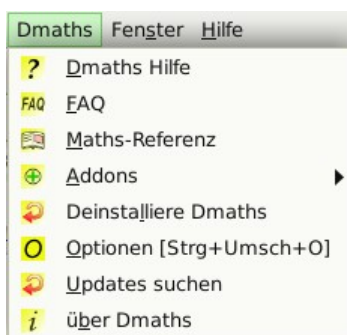 Dmaths Fenster Hilfe
? Dmaths Hilfe
FAQ FAQ
Maths-Referenz
Addons
Deinstalliere Dmaths
O Optionen [Strg+Umsch+O]
Updates suchen
i über Dmaths